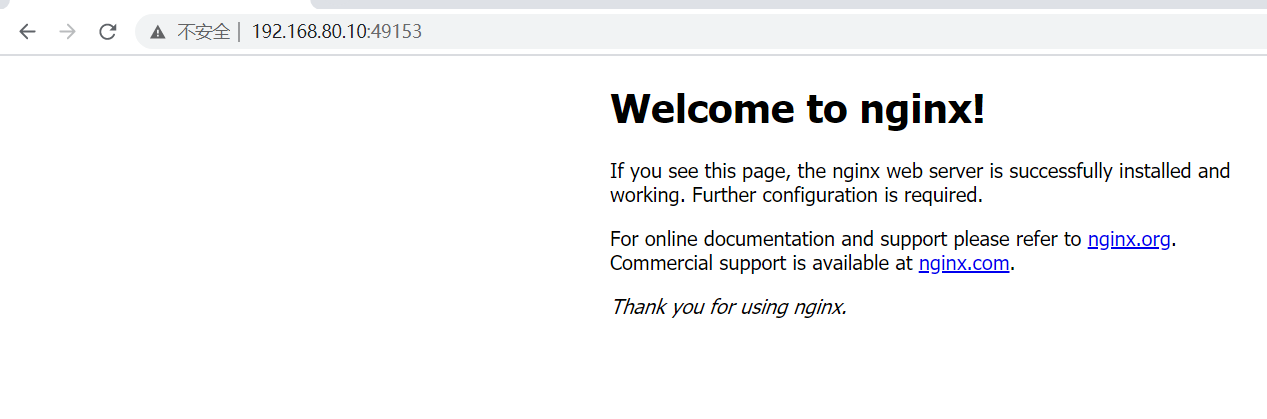 不安全 | 192.168.80.10:49153
Welcome to nginx!
If you see this page, the nginx web server is successfully installed and
working. Further configuration is required.
For online documentation and support please refer to nginx.org.
Commercial support is available at nginx.com.
Thank you for using nginx.